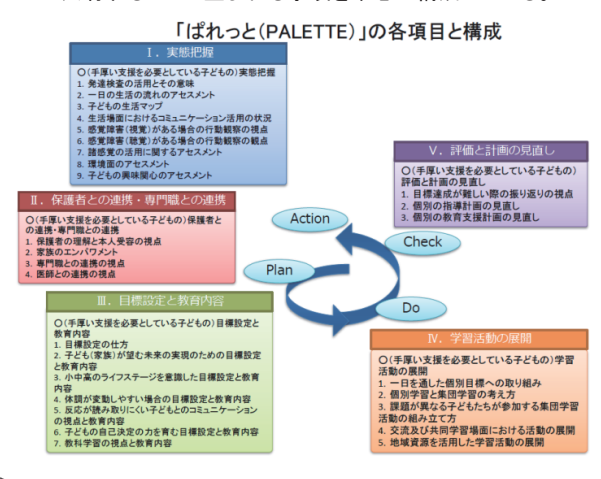 「ぱれっと(PALETTE)」の各項目と構成
Ⅰ．実態把握
〇(手厚い支援を必要としている子どもの)実態把握
1. 発達検査の活用とその意味
2. 一日の生活の流れのアセスメント
3. 子どもの生活マップ
4. 生活場面におけるコミュニケーション活用の状況
5. 感覚障害(視覚)がある場合の行動観察の視点
6. 感覚障害(聴覚)がある場合の行動観察の観点
7. 諸感覚の活用に関するアセスメント
8. 環境面のアセスメント
9. 子どもの興味関心のアセスメント
Ⅱ．保護者との連携・専門職との連携
〇(手厚い支援を必要としている子どもの)保護者と
の連携・専門職との連携
1. 保護者の理解と本人受容の視点
2. 家族のエンパワメント
3. 専門職との連携の視点
4. 医師との連携の視点
Ⅲ．目標設定と教育内容
〇(手厚い支援を必要としている子どもの)目標設定と
教育内容
1. 目標設定の仕方
2. 子ども(家族)が望む未来の実現のための目標設定
と教育内容
3. 小中高のライフステージを意識した目標設定と教育
内容
4. 体調が変動しやすい場合の目標設定と教育内容
5. 反応が読み取りにくい子どもとのコミュニケーション
の視点と教育内容
6. 子どもの自己決定の力を育む目標設定と教育内容
7. 教科学習の視点と教育内容
Action
Plan
Check
Do
Ⅴ．評価と計画の見直し
〇(手厚い支援を必要としている子どもの)
評価と計画の見直し
1. 目標達成が難しい際の振り返りの視点
2. 個別の指導計画の見直し
3. 個別の教育支援計画の見直し
Ⅳ．学習活動の展開
〇(手厚い支援を必要としている子どもの)学習
活動の展開
1. 一日を通した個別目標への取り組み
2. 個別学習と集団学習の考え方
3. 課題が異なる子どもたちが参加する集団学習
活動の組み立て方
4. 交流及び共同学習場面における活動の展開
5. 地域資源を活用した学習活動の展開